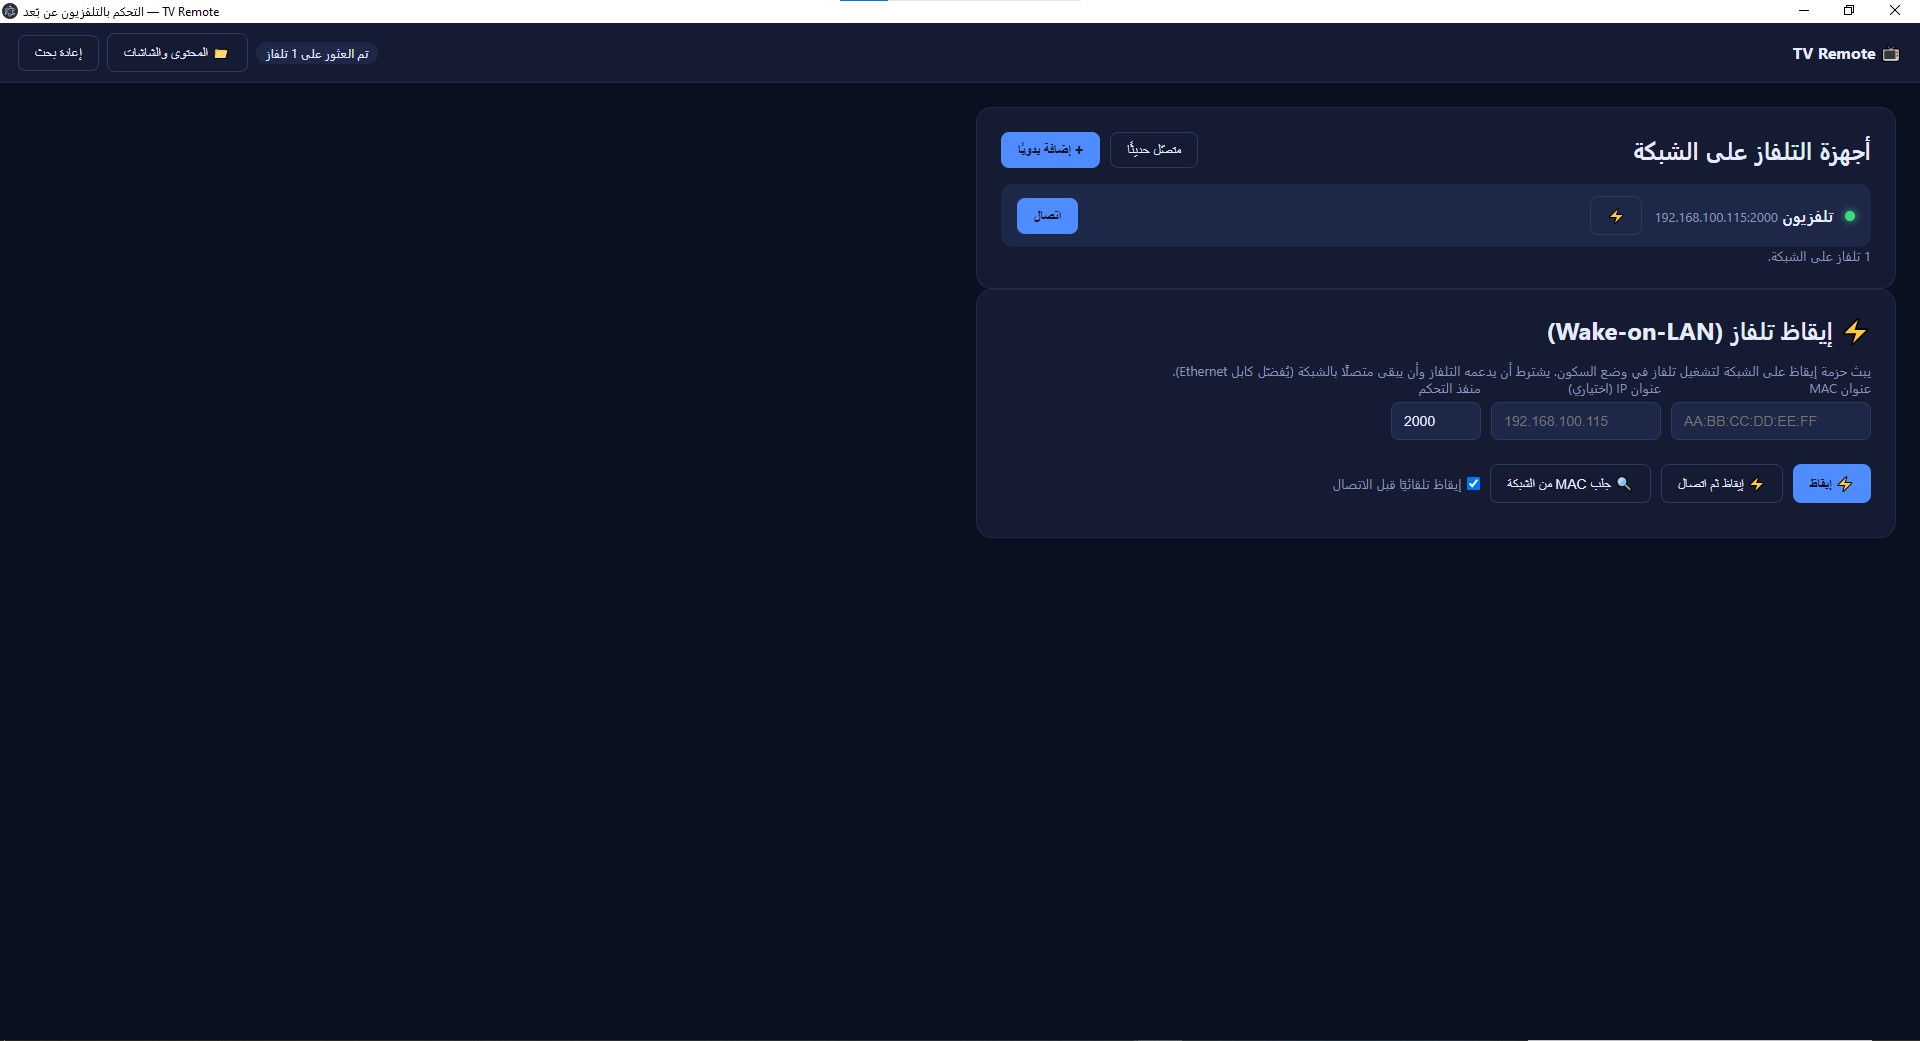 TV Remote — التحكم بالتلفزيون عن بُعد
TV Remote
تم العثور على 1 تلفاز
المحتوى والشاشات
إعادة بحث
أجهزة التلفاز على الشبكة
متصل حديثًا
+ إضافة يدويًا
تلفزيون 192.168.100.115:2000
اتصال
1 تلفاز على الشبكة.
إيقاظ تلفاز (Wake-on-LAN)
يبث حزمة إيقاظ على الشبكة لتشغيل تلفاز في وضع السكون. يشترط أن يدعمه التلفاز وأن يبقى متصلًا بالشبكة (يُفضّل كابل Ethernet).
عنوان MAC
عنوان IP (اختياري)
منفذ التحكم
AA:BB:CC:DD:EE:FF
192.168.100.115
2000
إيقاظ
إيقاظ ثم اتصال
جلب MAC من الشبكة
إيقاظ تلقائيًا قبل الاتصال